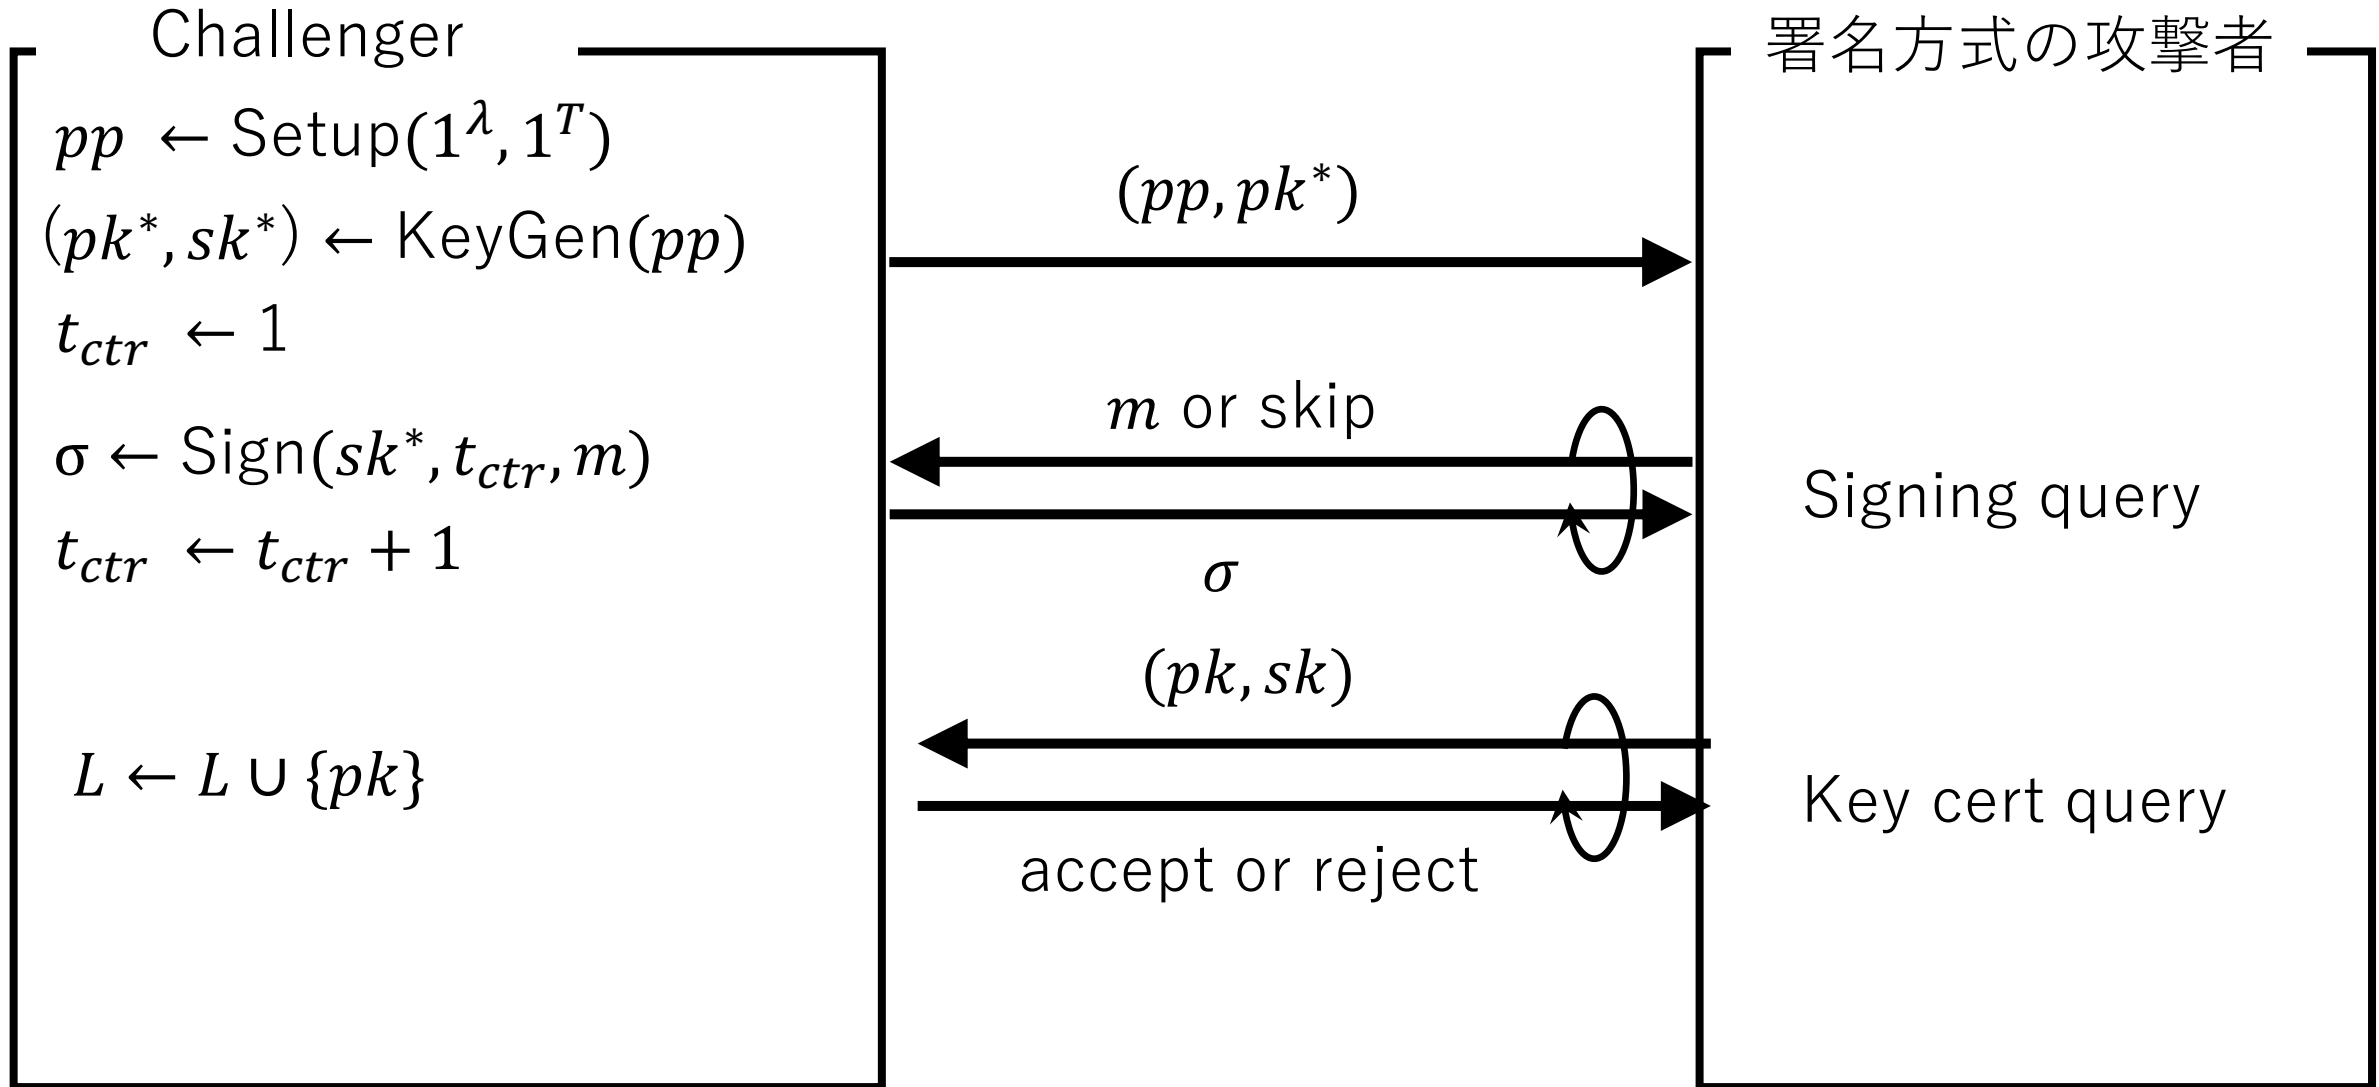 Challenger
pp ← Setup(1^λ, 1^T)
(pk*, sk*) ← KeyGen(pp)
t_ctr ← 1
σ ← Sign(sk*, t_ctr, m)
t_ctr ← t_ctr + 1
L ← L ∪ {pk}
(pp, pk*)
m or skip
σ
(pk, sk)
accept or reject
署名方式の攻撃者
Signing query
Key cert query